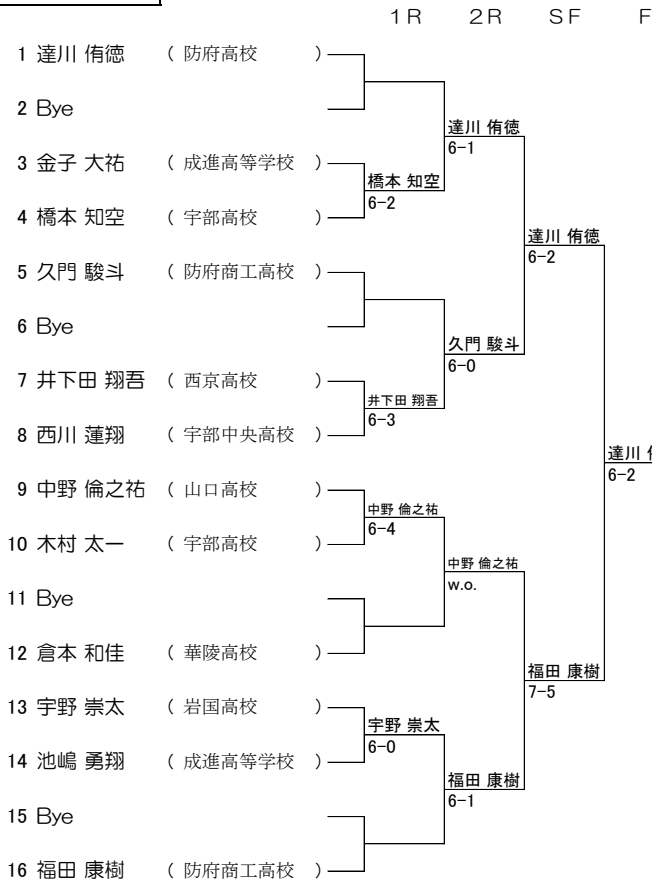 1R 2R SF F
1 達川 侑徳 ( 防府高校 )
2 Bye
達川 侑徳
6-1
3 金子 大祐 ( 成進高等学校 )
橋本 知空
6-2
4 橋本 知空 ( 宇部高校 )
達川 侑徳
6-2
5 久門 駿斗 ( 防府商工高校 )
6 Bye
久門 駿斗
6-0
7 井下田 翔吾 ( 西京高校 )
井下田 翔吾
6-3
8 西川 蓮翔 ( 宇部中央高校 )
達川
6-2
9 中野 倫之祐 ( 山口高校 )
中野 倫之祐
6-4
10 木村 太一 ( 宇部高校 )
中野 倫之祐
w.o.
11 Bye
12 倉本 和佳 ( 華陵高校 )
福田 康樹
7-5
13 宇野 崇太 ( 岩国高校 )
宇野 崇太
6-0
14 池嶋 勇翔 ( 成進高等学校 )
福田 康樹
6-1
15 Bye
16 福田 康樹 ( 防府商工高校 )